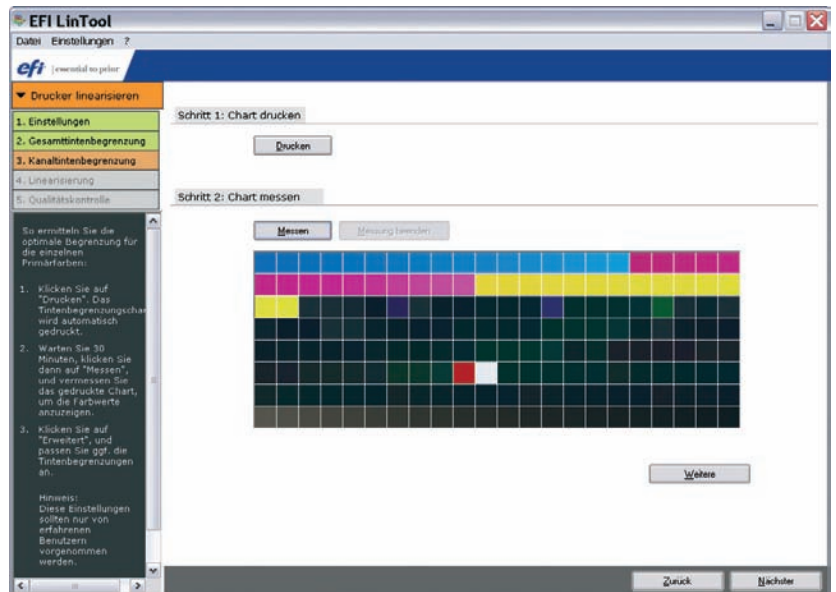 EFI LinTool
Datei Einstellungen ?
efi essential to print
Drucker linearisieren
1. Einstellungen
2. Gesamttintenbegrenzung
3. Kanaltintenbegrenzung
4. Linearisierung
5. Qualitätskontrolle
So ermitteln Sie die
optimale Begrenzung für
die einzelnen
Primärfarben:
1. Klicken Sie auf
"Drucken". Das
Tintenbegrenzungschar
wird automatisch
gedruckt.
2. Warten Sie 30
Minuten, klicken Sie
dann auf "Messen",
und vermessen Sie
das gedruckte Chart,
um die Farbwerte
anzuzeigen.
3. Klicken Sie auf
"Erweitert", und
passen Sie ggf. die
Tintenbegrenzungen
an.
Hinweis:
Diese Einstellungen
sollten nur von
erfahrenen
Benutzern
vorgenommen
werden.
Schritt 1: Chart drucken
Drucken
Schritt 2: Chart messen
Messen
Messung beenden
Weitere
Zurück
Nächster